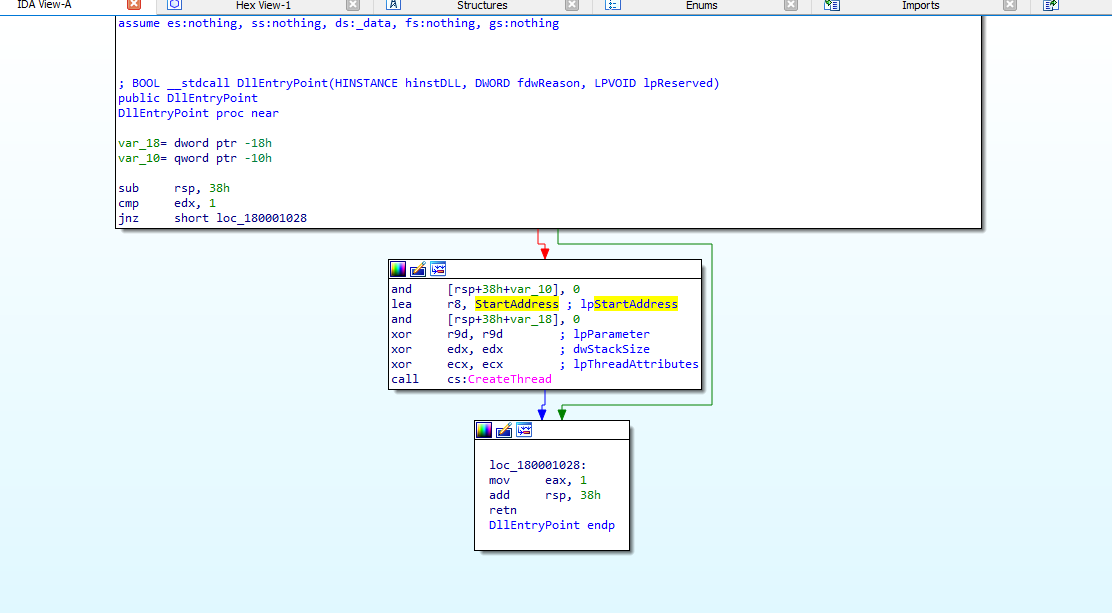 IDA View-A Hex View-1 A Structures Enums Imports
assume es:nothing, ss:nothing, ds:_data, fs:nothing, gs:nothing
; BOOL __stdcall DllEntryPoint(HINSTANCE hinstDLL, DWORD fdwReason, LPVOID lpReserved)
public DllEntryPoint
DllEntryPoint proc near
var_18= dword ptr -18h
var_10= qword ptr -10h
sub rsp, 38h
cmp edx, 1
jnz short loc_180001028
and [rsp+38h+var_10], 0
lea r8, StartAddress ; lpStartAddress
and [rsp+38h+var_18], 0
xor r9d, r9d ; lpParameter
xor edx, edx ; dwStackSize
xor ecx, ecx ; lpThreadAttributes
call cs:CreateThread
loc_180001028:
mov eax, 1
add rsp, 38h
retn
DllEntryPoint endp